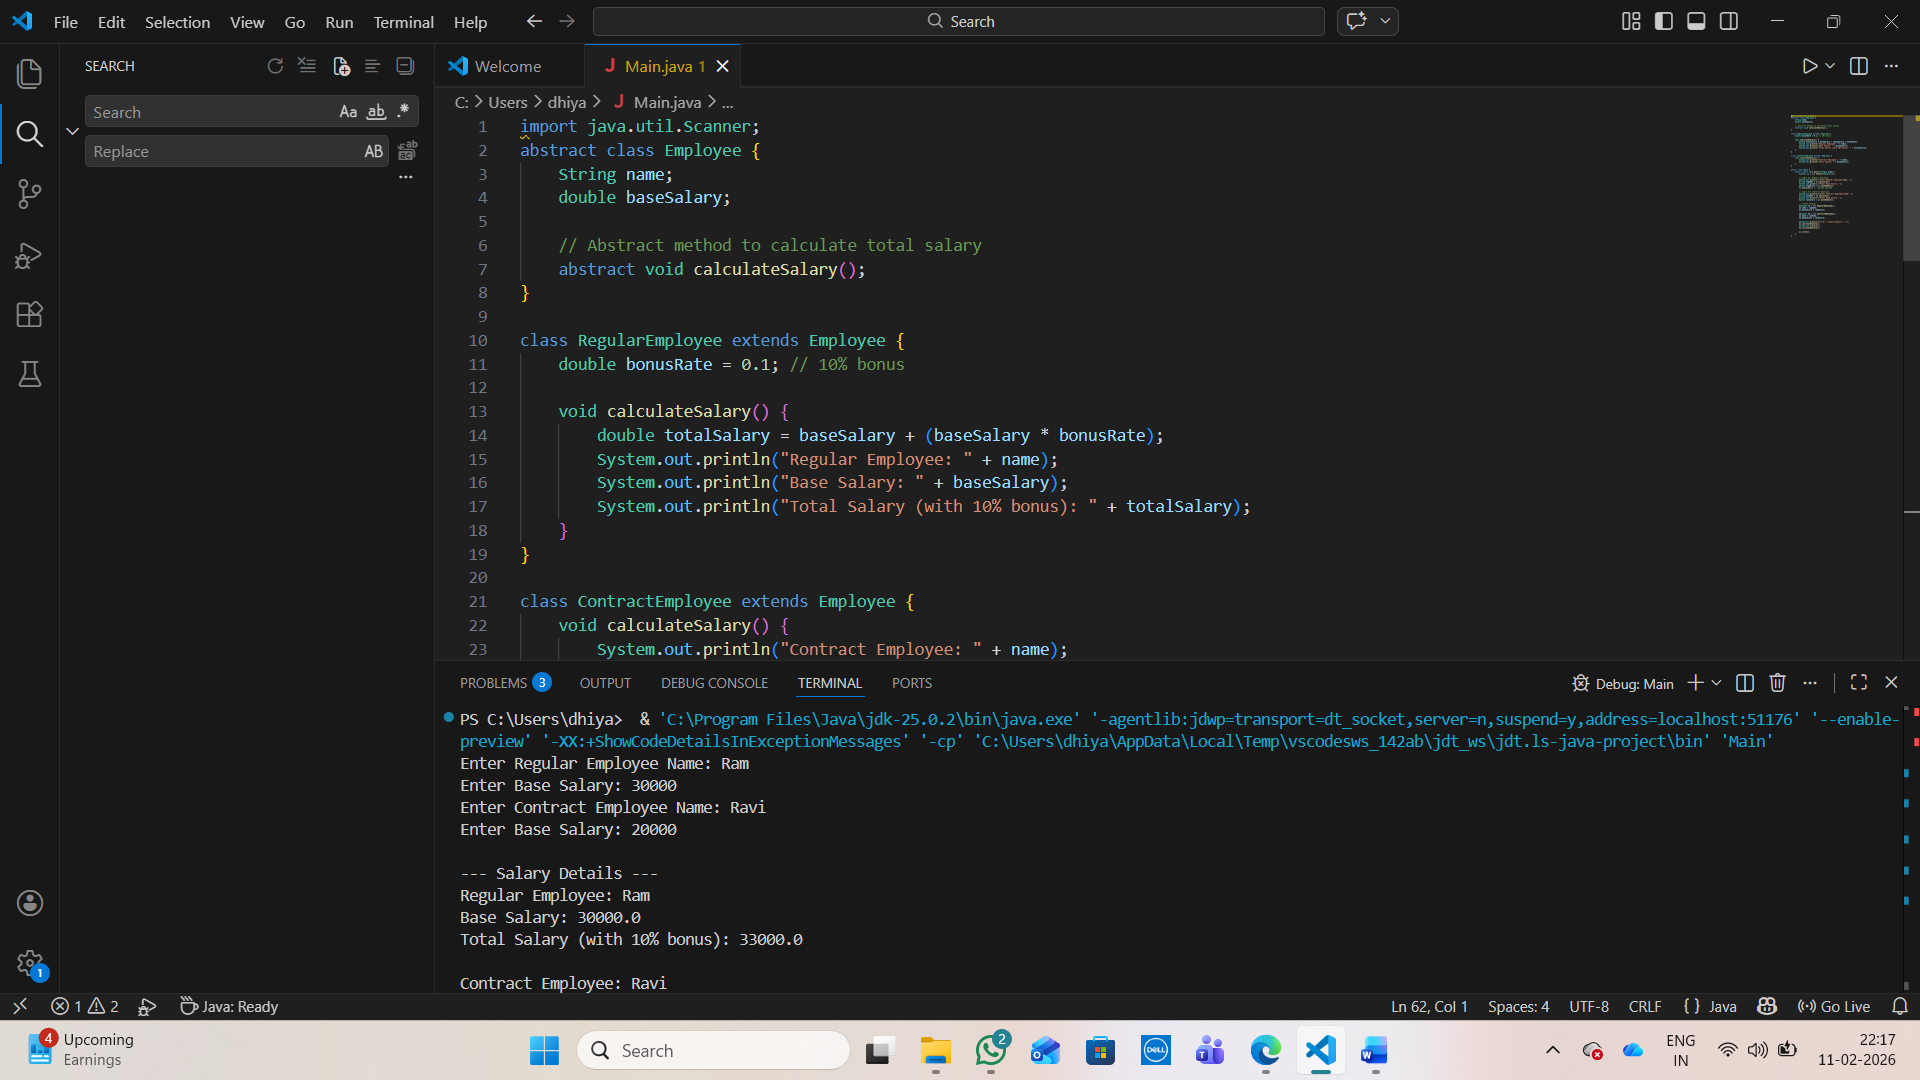 File Edit Selection View Go Run Terminal Help
Search
SEARCH
Search Aa ab .*
Replace AB
Welcome
J Main.java 1
C: > Users > dhiya > J Main.java > ...
1 import java.util.Scanner;
2 abstract class Employee {
3 String name;
4 double baseSalary;
5
6 // Abstract method to calculate total salary
7 abstract void calculateSalary();
8 }
9
10 class RegularEmployee extends Employee {
11 double bonusRate = 0.1; // 10% bonus
12
13 void calculateSalary() {
14 double totalSalary = baseSalary + (baseSalary * bonusRate);
15 System.out.println("Regular Employee: " + name);
16 System.out.println("Base Salary: " + baseSalary);
17 System.out.println("Total Salary (with 10% bonus): " + totalSalary);
18 }
19 }
20
21 class ContractEmployee extends Employee {
22 void calculateSalary() {
23 System.out.println("Contract Employee: " + name);
PROBLEMS 3 OUTPUT DEBUG CONSOLE TERMINAL PORTS
Debug: Main
PS C:\Users\dhiya> & 'C:\Program Files\Java\jdk-25.0.2\bin\java.exe' '-agentlib:jdwp=transport=dt_socket,server=n,suspend=y,address=localhost:51176' '--enable-
preview' '-XX:+ShowCodeDetailsInExceptionMessages' '-cp' 'C:\Users\dhiya\AppData\Local\Temp\vscodesws_142ab\jdt_ws\jdt.ls-java-project\bin' 'Main'
Enter Regular Employee Name: Ram
Enter Base Salary: 30000
Enter Contract Employee Name: Ravi
Enter Base Salary: 20000
--- Salary Details ---
Regular Employee: Ram
Base Salary: 30000.0
Total Salary (with 10% bonus): 33000.0
Contract Employee: Ravi
1
1 2 Java: Ready
Ln 62, Col 1 Spaces: 4 UTF-8 CRLF {} Java Go Live
4 Upcoming
Earnings
Search
2
DELL
ENG
IN
22:17
11-02-2026